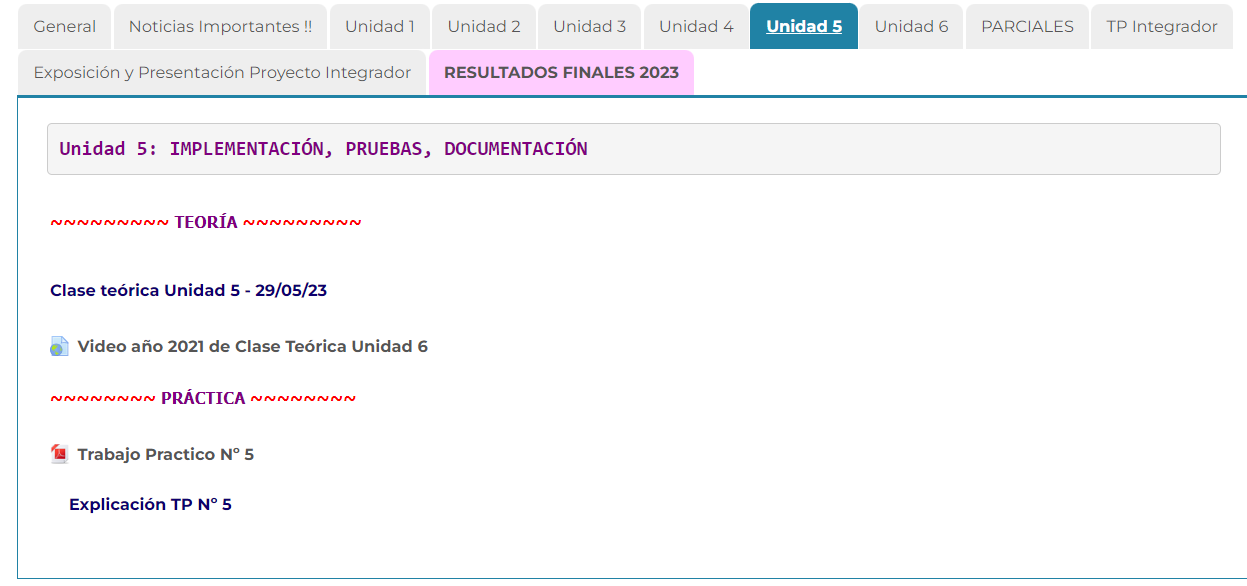 General Noticias Importantes !! Unidad 1 Unidad 2 Unidad 3 Unidad 4 Unidad 5 Unidad 6 PARCIALES TP Integrador
Exposición y Presentación Proyecto Integrador RESULTADOS FINALES 2023
Unidad 5: IMPLEMENTACIÓN, PRUEBAS, DOCUMENTACIÓN
~~~~~~~~~ TEORÍA ~~~~~~~~~
Clase teórica Unidad 5 - 29/05/23
Video año 2021 de Clase Teórica Unidad 6
~~~~~~~~ PRÁCTICA ~~~~~~~~
Trabajo Practico Nº 5
Explicación TP Nº 5